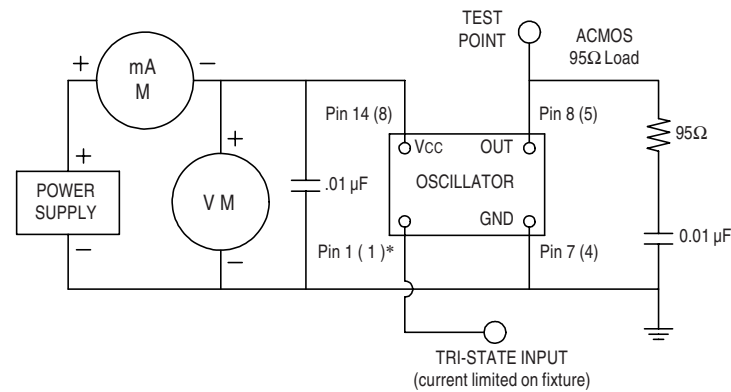 TEST
POINT
ACMOS
95Ω Load
+
−
mA
M
Pin 14 (8)
Pin 8 (5)
+
+
VCC
OUT
95Ω
POWER
SUPPLY
V M
.01 µF
OSCILLATOR
GND
−
−
Pin 1 ( 1 )*
Pin 7 (4)
0.01 µF
TRI-STATE INPUT
(current limited on fixture)